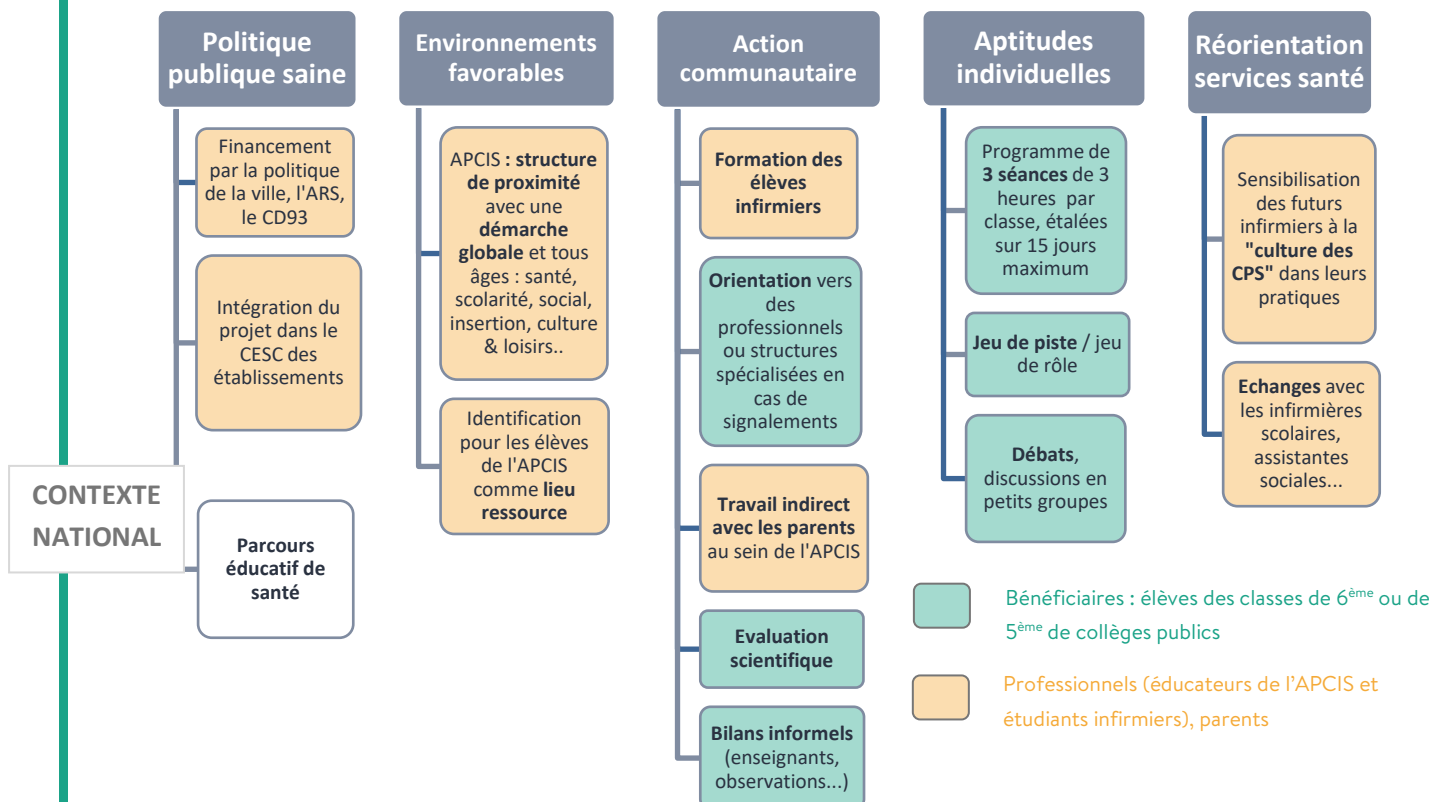 Politique
publique saine
Financement
par la politique
de la ville, l'ARS,
le CD93
Intégration du
projet dans le
CESC des
établissements
CONTEXTE
NATIONAL
Parcours
éducatif de
santé
Environnements
favorables
APCIS : structure
de proximité
avec une
démarche
globale et tous
âges : santé,
scolarité, social,
insertion, culture
& loisirs..
Identification
pour les élèves
de l'APCIS
comme lieu
ressource
Action
communautaire
Formation des
élèves
infirmiers
Orientation vers
des
professionnels
ou structures
spécialisées en
cas de
signalements
Travail indirect
avec les parents
au sein de l'APCIS
Evaluation
scientifique
Bilans informels
(enseignants,
observations...)
Aptitudes
individuelles
Programme de
3 séances de 3
heures par
classe, étalées
sur 15 jours
maximum
Jeu de piste / jeu
de rôle
Débats,
discussions en
petits groupes
Réorientation
services santé
Sensibilisation
des futurs
infirmiers à la
"culture des
CPS" dans leurs
pratiques
Echanges avec
les infirmières
scolaires,
assistantes
sociales...
Bénéficiaires : élèves des classes de 6ème ou de
5ème de collèges publics
Professionnels (éducateurs de l'APCIS et
étudiants infirmiers), parents